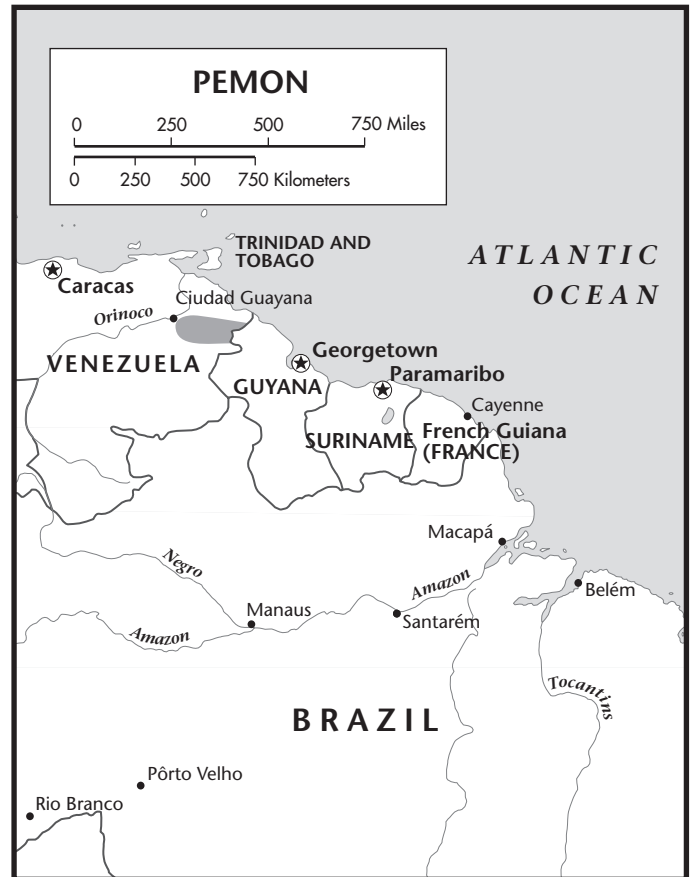 PEMON
0 250 500 750 Miles
0 250 500 750 Kilometers
TRINIDAD AND
TOBAGO
ATLANTIC
OCEAN
Caracas
Ciudad Guayana
Orinoco
VENEZUELA
Georgetown
GUYANA
Paramaribo
Cayenne
SURINAME
French Guiana
(FRANCE)
Macapá
Negro
Amazon
Belém
Manaus
Santarém
Amazon
Tocantins
BRAZIL
Pôrto Velho
Rio Branco